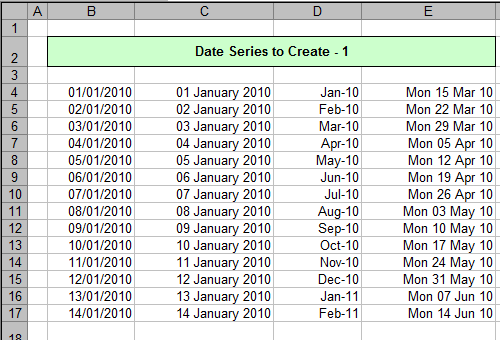 A B C D E
1
2 Date Series to Create - 1
3
4 01/01/2010 01 January 2010 Jan-10 Mon 15 Mar 10
5 02/01/2010 02 January 2010 Feb-10 Mon 22 Mar 10
6 03/01/2010 03 January 2010 Mar-10 Mon 29 Mar 10
7 04/01/2010 04 January 2010 Apr-10 Mon 05 Apr 10
8 05/01/2010 05 January 2010 May-10 Mon 12 Apr 10
9 06/01/2010 06 January 2010 Jun-10 Mon 19 Apr 10
10 07/01/2010 07 January 2010 Jul-10 Mon 26 Apr 10
11 08/01/2010 08 January 2010 Aug-10 Mon 03 May 10
12 09/01/2010 09 January 2010 Sep-10 Mon 10 May 10
13 10/01/2010 10 January 2010 Oct-10 Mon 17 May 10
14 11/01/2010 11 January 2010 Nov-10 Mon 24 May 10
15 12/01/2010 12 January 2010 Dec-10 Mon 31 May 10
16 13/01/2010 13 January 2010 Jan-11 Mon 07 Jun 10
17 14/01/2010 14 January 2010 Feb-11 Mon 14 Jun 10
18